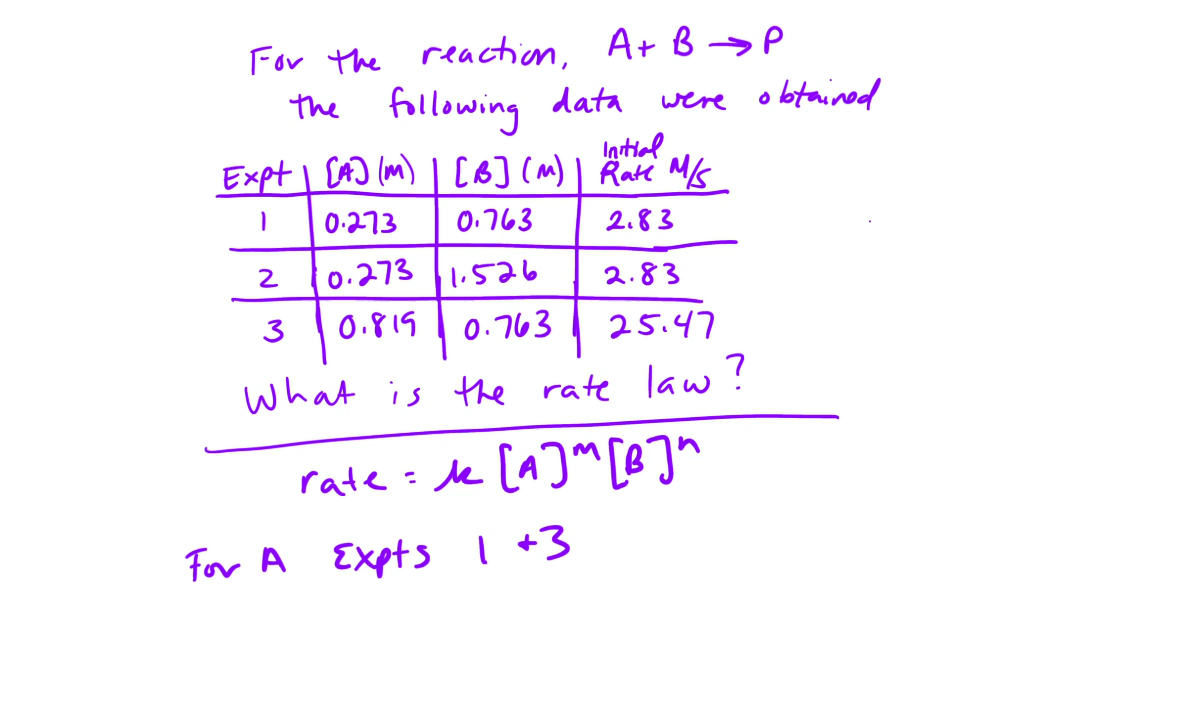 For the reaction, A + B → P
the following data were obtained
Expt | [A] (M) | [B] (M) | Initial Rate M/s
1 | 0.273 | 0.763 | 2.83
2 | 0.273 | 1.526 | 2.83
3 | 0.819 | 0.763 | 25.47
What is the rate law?
rate = k [A]^m [B]^n
For A Expts 1 + 3